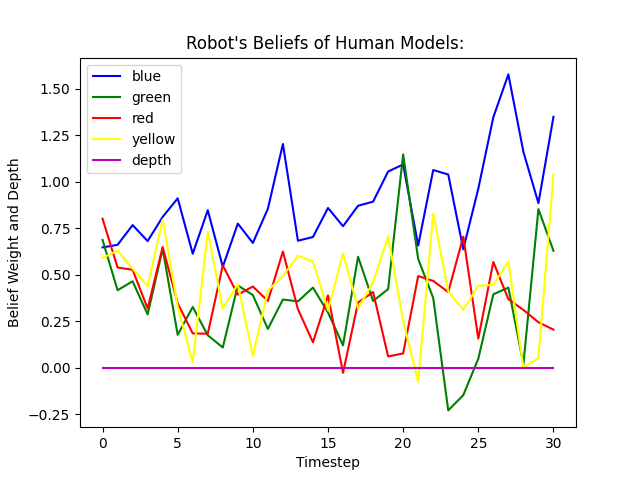 Robot's Beliefs of Human Models:
blue
green
red
yellow
depth
1.50
1.25
1.00
0.75
0.50
0.25
0.00
−0.25
Belief Weight and Depth
0 5 10 15 20 25 30
Timestep